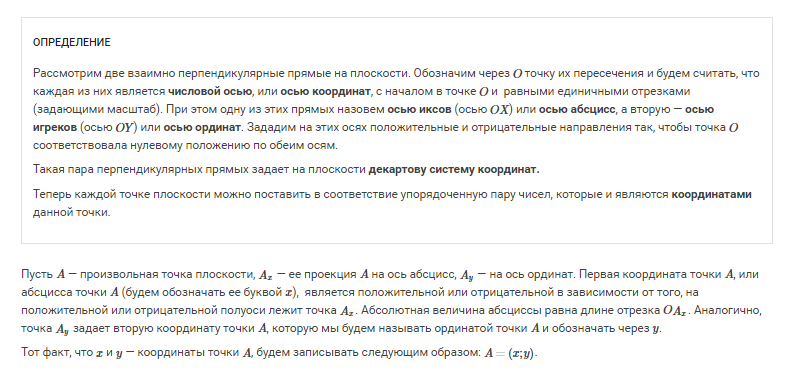 ОПРЕДЕЛЕНИЕ
Рассмотрим две взаимно перпендикулярные прямые на плоскости. Обозначим через O точку их пересечения и будем считать, что
каждая из них является числовой осью, или осью координат, с началом в точке O и равными единичными отрезками
(задающими масштаб). При этом одну из этих прямых назовем осью иксов (осью OX) или осью абсцисс, а вторую — осью
игреков (осью OY) или осью ординат. Зададим на этих осях положительные и отрицательные направления так, чтобы точка O
соответствовала нулевому положению по обеим осям.
Такая пара перпендикулярных прямых задает на плоскости декартову систему координат.
Теперь каждой точке плоскости можно поставить в соответствие упорядоченную пару чисел, которые и являются координатами
данной точки.
Пусть A — произвольная точка плоскости, Aₓ — ее проекция A на ось абсцисс, A_y — на ось ординат. Первая координата точки A, или
абсцисса точки A (будем обозначать ее буквой x), является положительной или отрицательной в зависимости от того, на
положительной или отрицательной полуоси лежит точка Aₓ. Абсолютная величина абсциссы равна длине отрезка OAₓ. Аналогично,
точка A_y задает вторую координату точки A, которую мы будем называть ординатой точки A и обозначать через y.
Тот факт, что x и y — координаты точки A, будем записывать следующим образом: A = (x; y).